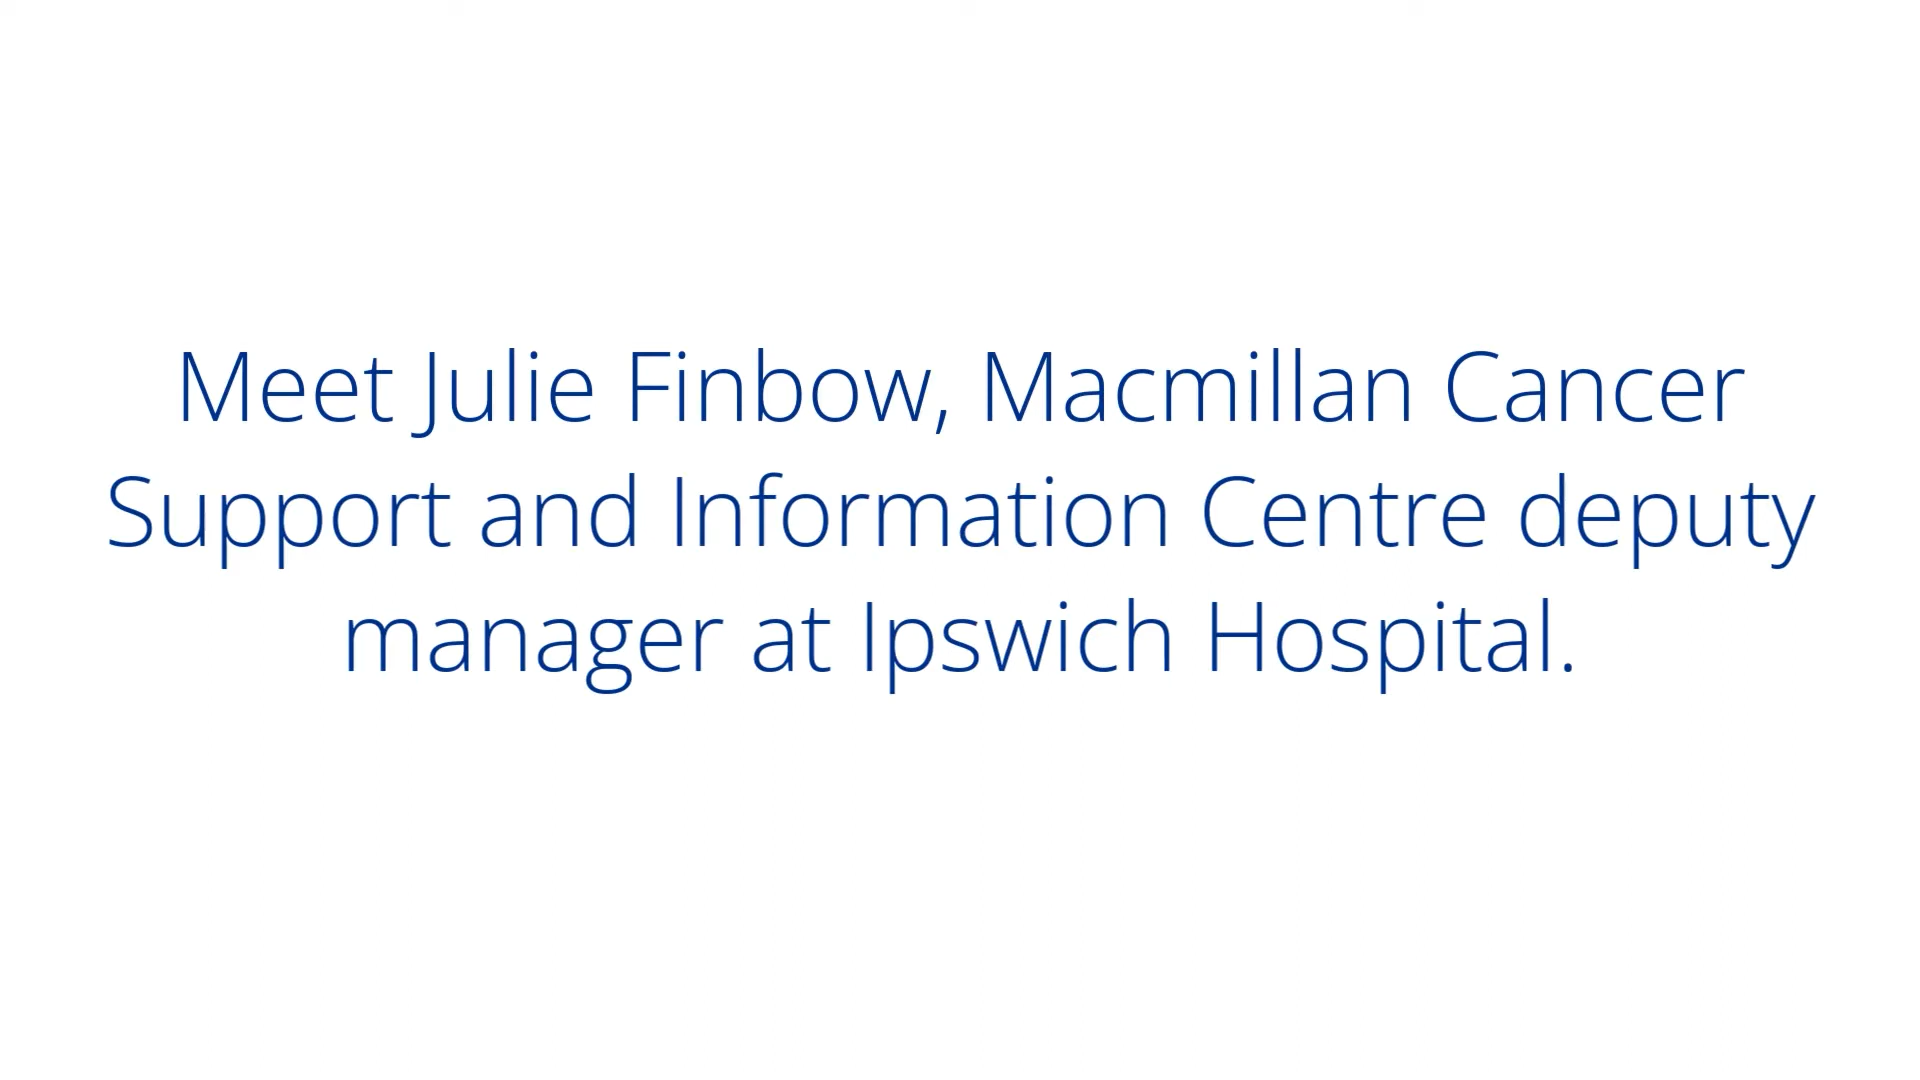 Meet Julie Finbow, Macmillan Cancer
Support and Information Centre deputy
manager at Ipswich Hospital.